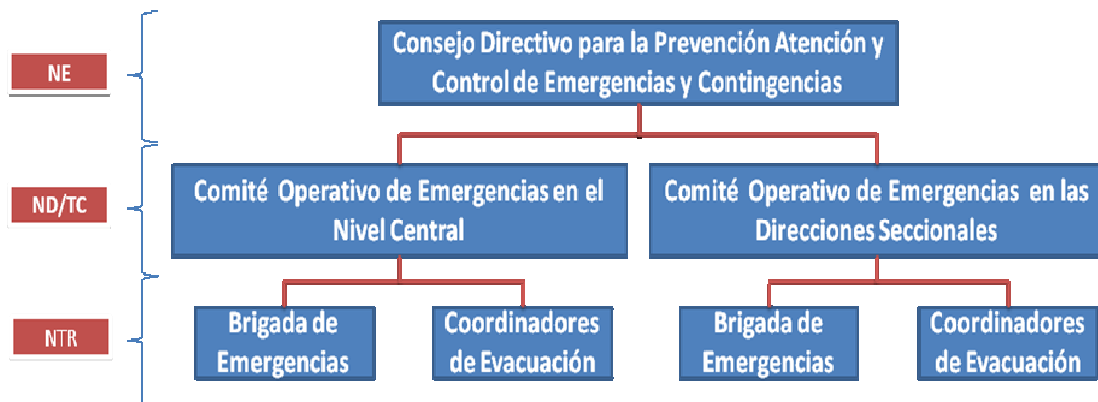 NE
Consejo Directivo para la Prevención Atención y
Control de Emergencias y Contingencias
ND/TC
Comité Operativo de Emergencias en el
Nivel Central
Comité Operativo de Emergencias en las
Direcciones Seccionales
NTR
Brigada de
Emergencias
Coordinadores
de Evacuación
Brigada de
Emergencias
Coordinadores
de Evacuación